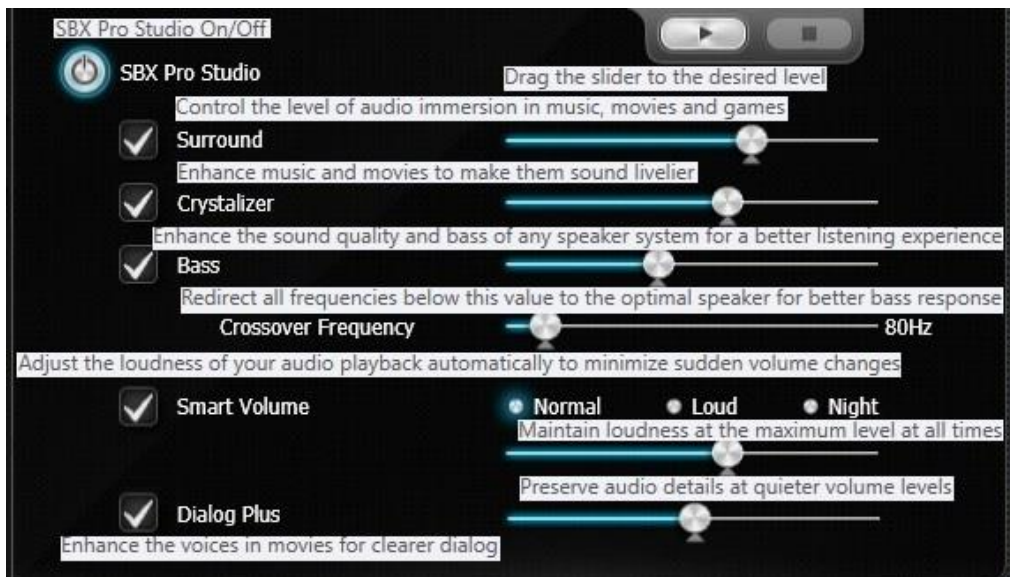 SBX Pro Studio On/Off
SBX Pro Studio
Drag the slider to the desired level
Control the level of audio immersion in music, movies and games
Surround
Enhance music and movies to make them sound livelier
Crystalizer
Enhance the sound quality and bass of any speaker system for a better listening experience
Bass
Redirect all frequencies below this value to the optimal speaker for better bass response
Crossover Frequency 80Hz
Adjust the loudness of your audio playback automatically to minimize sudden volume changes
Smart Volume Normal Loud Night
Maintain loudness at the maximum level at all times
Preserve audio details at quieter volume levels
Dialog Plus
Enhance the voices in movies for clearer dialog